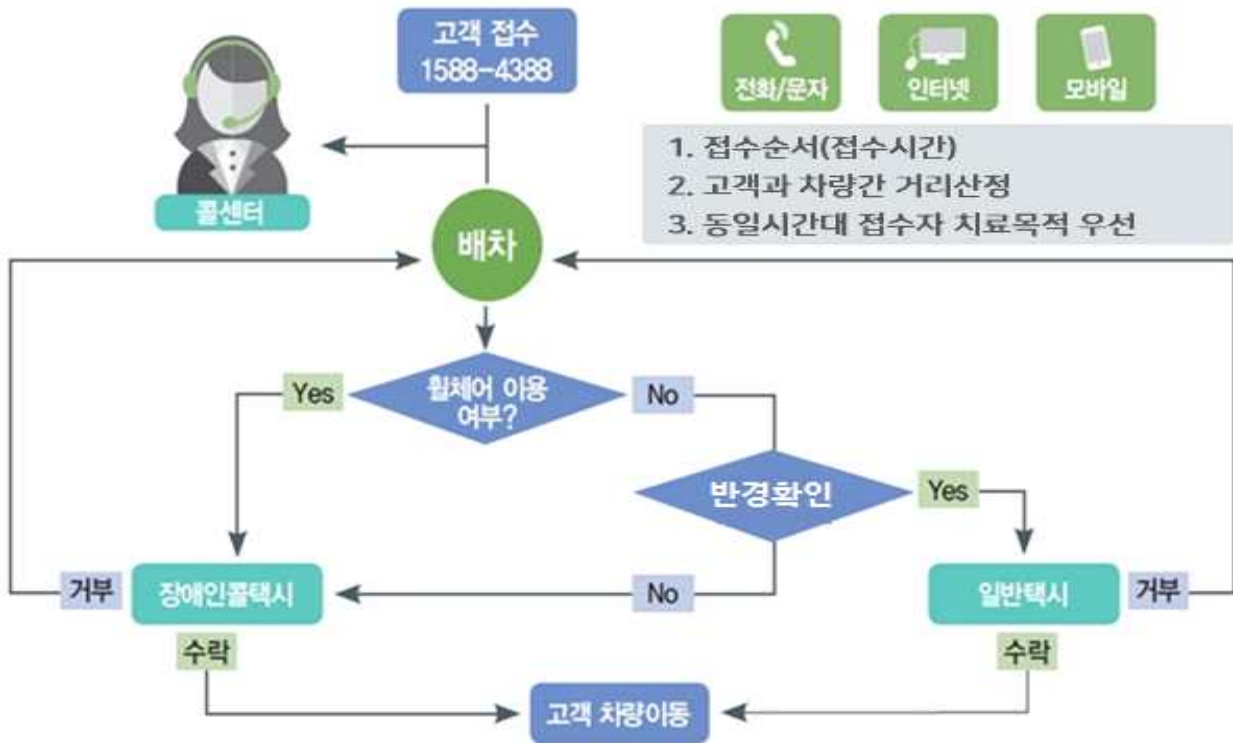 고객 접수
1588-4388
전화/문자
인터넷
모바일
1. 접수순서(접수시간)
2. 고객과 차량간 거리산정
3. 동일시간대 접수자 치료목적 우선
콜센터
배차
Yes
휠체어 이용
여부?
No
반경확인
Yes
거부
장애인콜택시
No
일반택시
거부
수락
수락
고객 차량이동